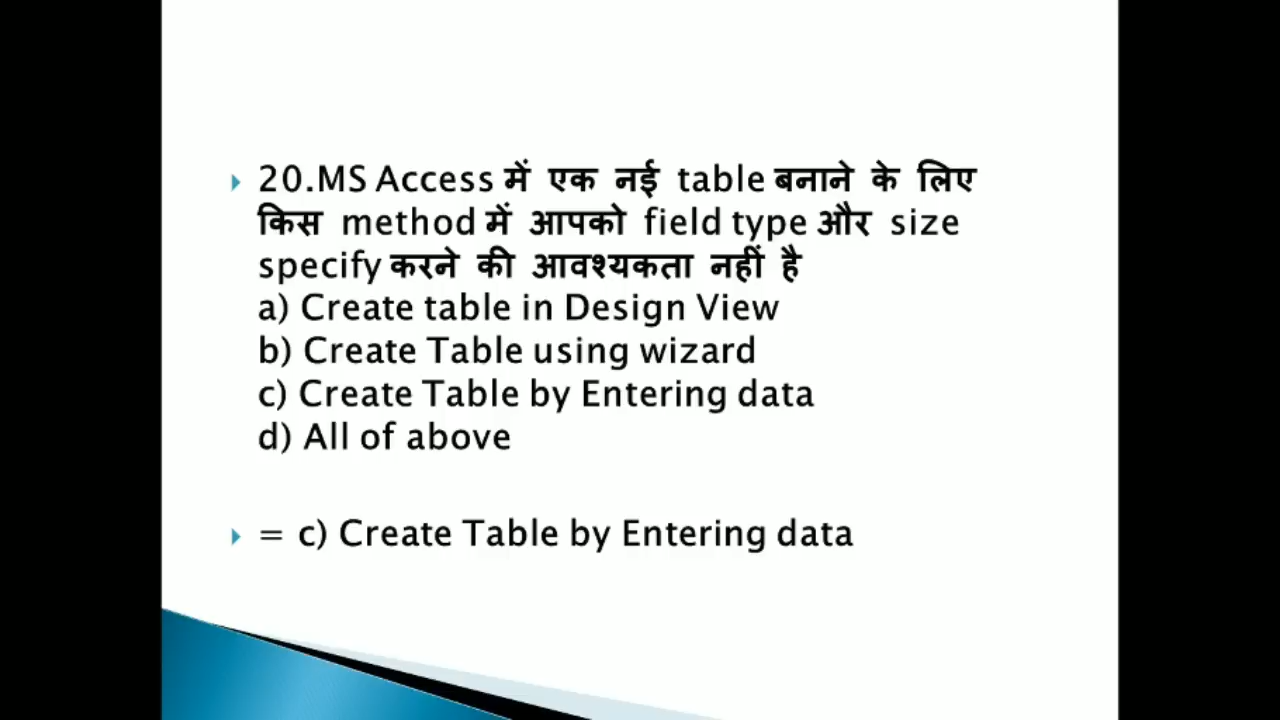 20.MS Access में एक नई table बनाने के लिए
किस method में आपको field type और size
specify करने की आवश्यकता नहीं है
a) Create table in Design View
b) Create Table using wizard
c) Create Table by Entering data
d) All of above
= c) Create Table by Entering data